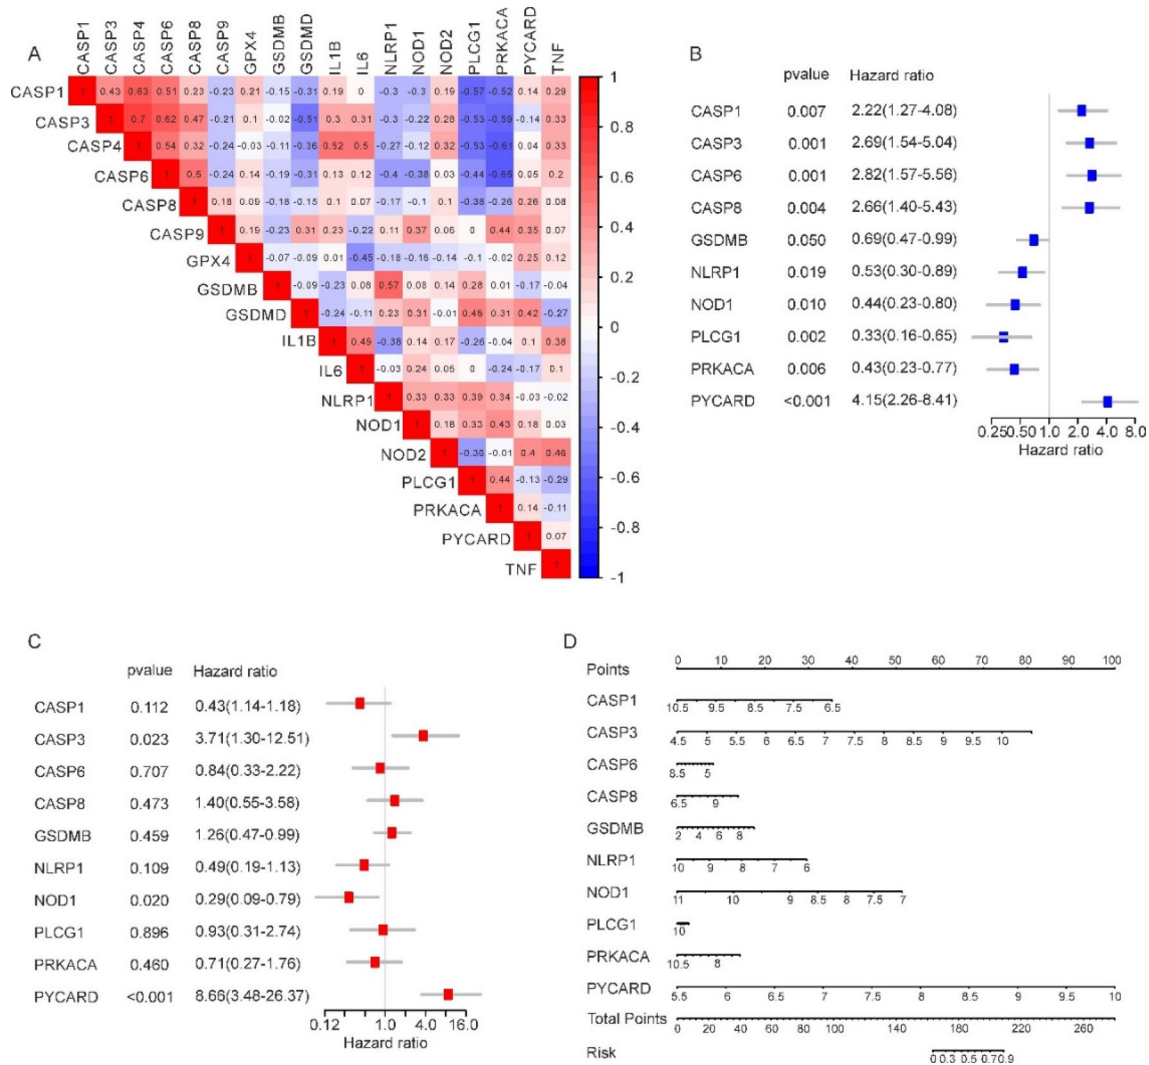 A
CASP1 CASP3 CASP4 CASP6 CASP8 CASP9 GPX4 GSDMB GSDMD IL1B IL6 NLRP1 NOD1 NOD2 PLCG1 PRKACA PYCARD TNF
CASP1 1 0.43 0.63 0.51 0.23 -0.23 0.21 -0.15 -0.31 0.19 0 -0.3 -0.3 0.19 -0.57 -0.52 0.14 0.29
CASP3 1 0.7 0.62 0.47 -0.21 0.1 -0.02 -0.51 0.3 0.31 -0.3 -0.22 0.28 -0.53 -0.59 -0.14 0.33
CASP4 1 0.54 0.32 -0.24 -0.03 -0.11 -0.36 0.52 0.5 -0.27 -0.12 0.32 -0.53 -0.61 0.04 0.33
CASP6 1 0.5 -0.24 0.14 -0.19 -0.31 0.13 0.12 -0.4 -0.38 0.03 -0.44 -0.65 0.05 0.2
CASP8 1 0.18 0.09 -0.18 -0.15 0.1 0.07 -0.17 -0.1 0.1 -0.38 -0.26 0.26 0.08
CASP9 1 0.19 -0.23 0.31 0.23 -0.22 0.11 0.37 0.06 0 0.44 0.35 0.07
GPX4 1 -0.07 -0.09 0.01 -0.45 -0.18 -0.16 -0.14 -0.1 -0.02 0.25 0.12
GSDMB 1 -0.09 -0.23 0.08 0.57 0.08 0.14 0.28 0.01 -0.17 -0.04
GSDMD 1 -0.24 -0.11 0.23 0.31 -0.01 0.46 0.31 0.42 -0.27
IL1B 1 0.49 -0.38 0.14 0.17 -0.26 -0.04 0.1 0.38
IL6 1 -0.03 0.24 0.05 0 -0.24 -0.17 0.1
NLRP1 1 0.33 0.33 0.39 0.34 -0.03 -0.02
NOD1 1 0.18 0.33 0.43 0.18 0.03
NOD2 1 -0.36 -0.01 0.4 0.46
PLCG1 1 0.44 -0.13 -0.29
PRKACA 1 0.14 -0.11
PYCARD 1 0.07
TNF 1
1
0.8
0.6
0.4
0.2
0
-0.2
-0.4
-0.6
-0.8
-1
B
pvalue Hazard ratio
CASP1 0.007 2.22(1.27-4.08)
CASP3 0.001 2.69(1.54-5.04)
CASP6 0.001 2.82(1.57-5.56)
CASP8 0.004 2.66(1.40-5.43)
GSDMB 0.050 0.69(0.47-0.99)
NLRP1 0.019 0.53(0.30-0.89)
NOD1 0.010 0.44(0.23-0.80)
PLCG1 0.002 0.33(0.16-0.65)
PRKACA 0.006 0.43(0.23-0.77)
PYCARD <0.001 4.15(2.26-8.41)
0.25 0.50 1.0 2.0 4.0 8.0
Hazard ratio
C
pvalue Hazard ratio
CASP1 0.112 0.43(1.14-1.18)
CASP3 0.023 3.71(1.30-12.51)
CASP6 0.707 0.84(0.33-2.22)
CASP8 0.473 1.40(0.55-3.58)
GSDMB 0.459 1.26(0.47-0.99)
NLRP1 0.109 0.49(0.19-1.13)
NOD1 0.020 0.29(0.09-0.79)
PLCG1 0.896 0.93(0.31-2.74)
PRKACA 0.460 0.71(0.27-1.76)
PYCARD <0.001 8.66(3.48-26.37)
0.12 1.0 4.0 16.0
Hazard ratio
D
Points 0 10 20 30 40 50 60 70 80 90 100
CASP1 10.5 9.5 8.5 7.5 6.5
CASP3 4.5 5 5.5 6 6.5 7 7.5 8 8.5 9 9.5 10
CASP6 8.5 5
CASP8 6.5 9
GSDMB 2 4 6 8
NLRP1 10 9 8 7 6
NOD1 11 10 9 8.5 8 7.5 7
PLCG1 10
PRKACA 10.5 8
PYCARD 5.5 6 6.5 7 7.5 8 8.5 9 9.5 10
Total Points 0 20 40 60 80 100 140 180 220 260
Risk 0 0.3 0.5 0.70.9